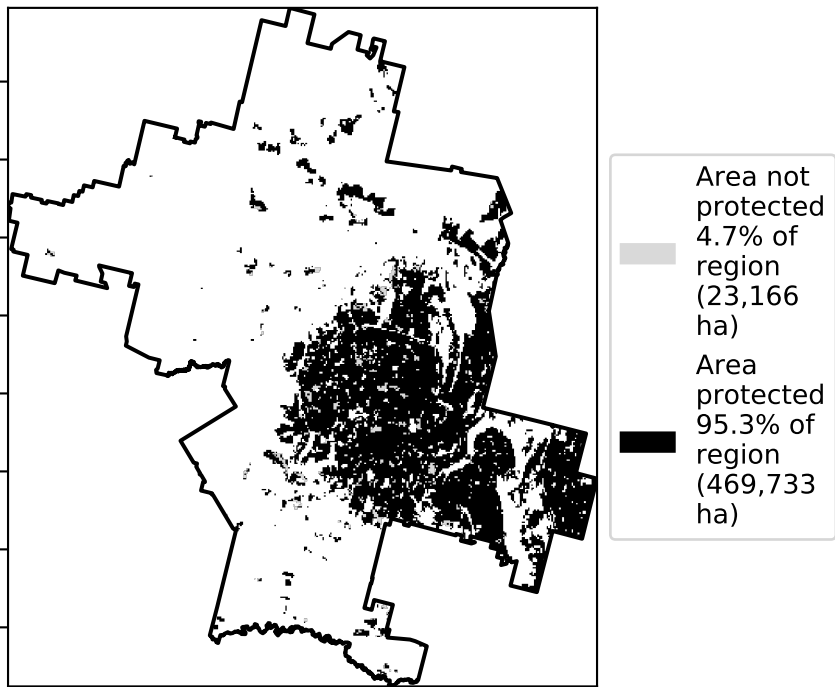 Area not
protected
4.7% of
region
(23,166
ha)
Area
protected
95.3% of
region
(469,733
ha)